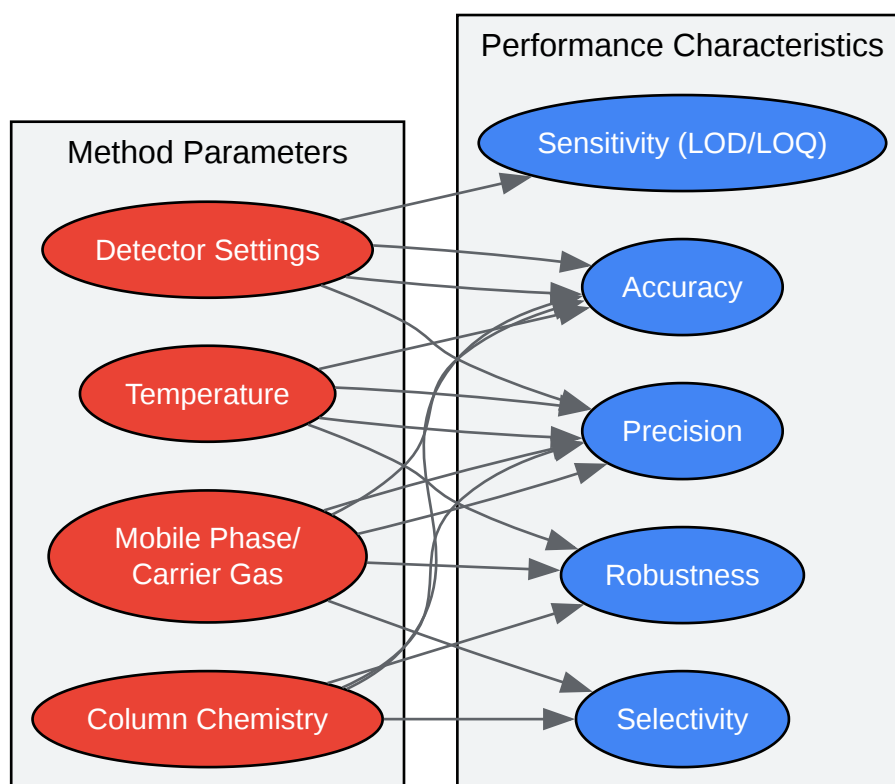 Performance Characteristics
Method Parameters
Sensitivity (LOD/LOQ)
Detector Settings
Accuracy
Temperature
Precision
Mobile Phase/
Carrier Gas
Robustness
Column Chemistry
Selectivity